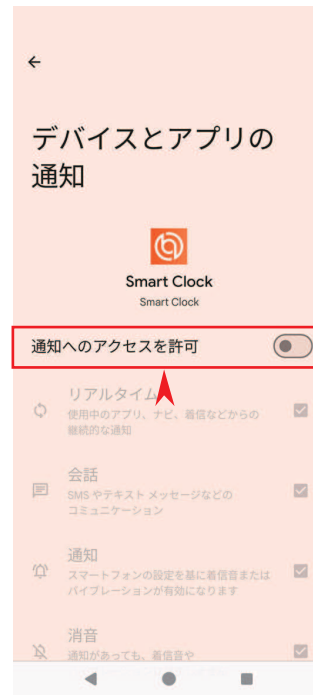 デバイスとアプリの
通知
Smart Clock
Smart Clock
通知へのアクセスを許可
リアルタイム
使用中のアプリ、ナビ、着信などからの
継続的な通知
会話
SMS やテキスト メッセージなどの
コミュニケーション
通知
スマートフォンの設定を基に着信音または
バイブレーションが有効になります
消音
通知があっても、着信音や